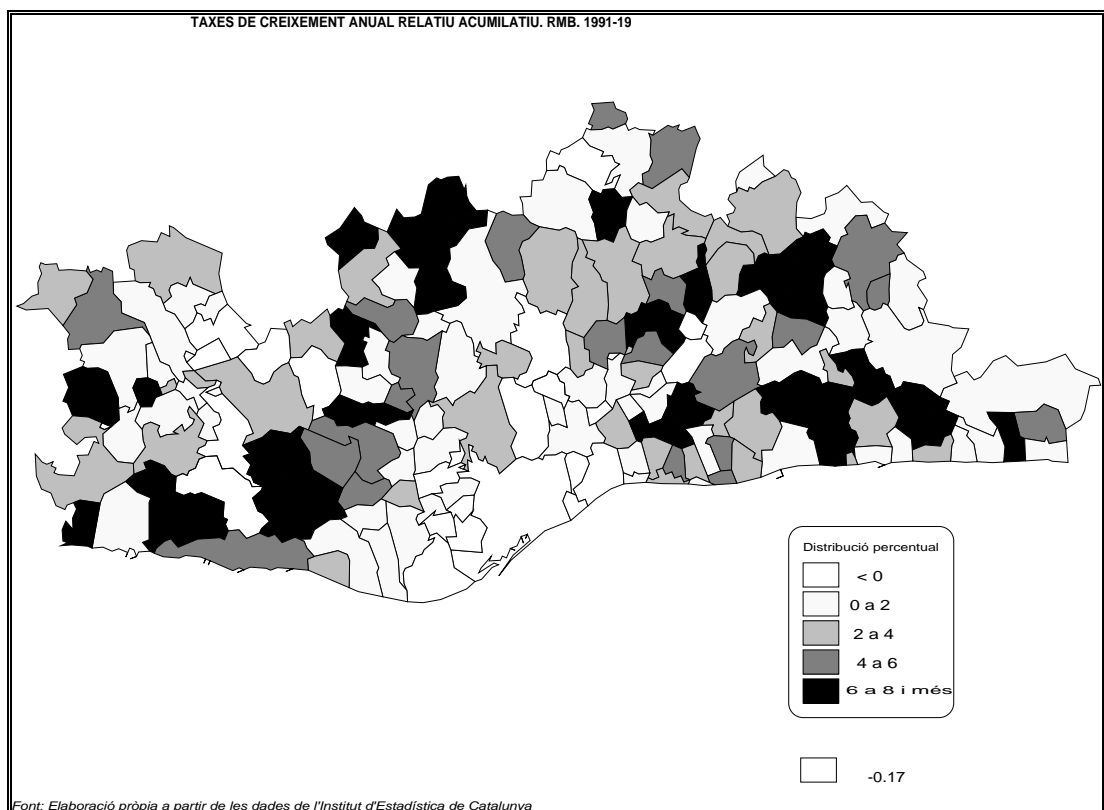 TAXES DE CREIXEMENT ANUAL RELATIU ACUMILATIU. RMB. 1991-19
Distribució percentual
< 0
0 a 2
2 a 4
4 a 6
6 a 8 i més
-0.17
Font: Elaboració pròpia a partir de les dades de l'Institut d'Estadística de Catalunya